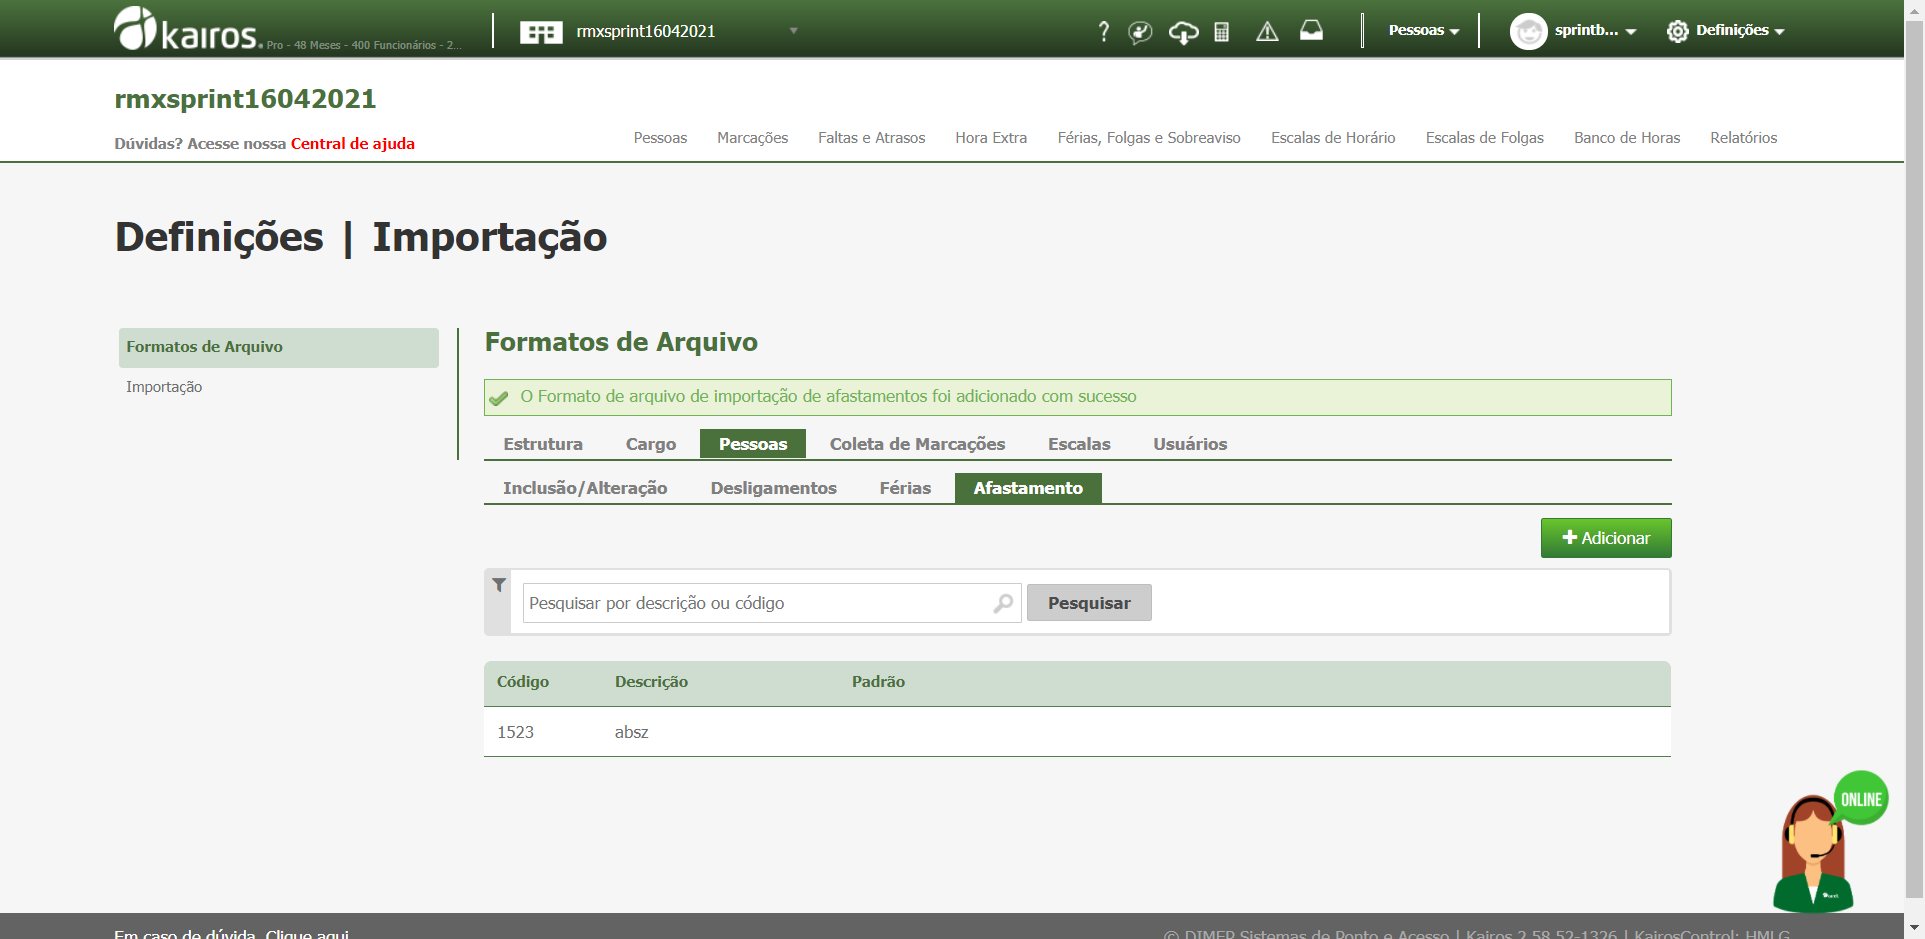 kairos. Pro - 48 Meses - 400 Funcionários - 2...
rmxsprint16042021
Pessoas
sprintb...
Definições
rmxsprint16042021
Dúvidas? Acesse nossa Central de ajuda
Pessoas Marcações Faltas e Atrasos Hora Extra Férias, Folgas e Sobreaviso Escalas de Horário Escalas de Folgas Banco de Horas Relatórios
Definições | Importação
Formatos de Arquivo
Importação
Formatos de Arquivo
O Formato de arquivo de importação de afastamentos foi adicionado com sucesso
Estrutura Cargo Pessoas Coleta de Marcações Escalas Usuários
Inclusão/Alteração Desligamentos Férias Afastamento
Adicionar
Pesquisar por descrição ou código
Pesquisar
Código Descrição Padrão
1523 absz
ONLINE
Em caso de dúvida, Clique aqui
© DIMEP Sistemas de Ponto e Acesso | Kairos 2.58.52-1326 | KairosControl: HMLG